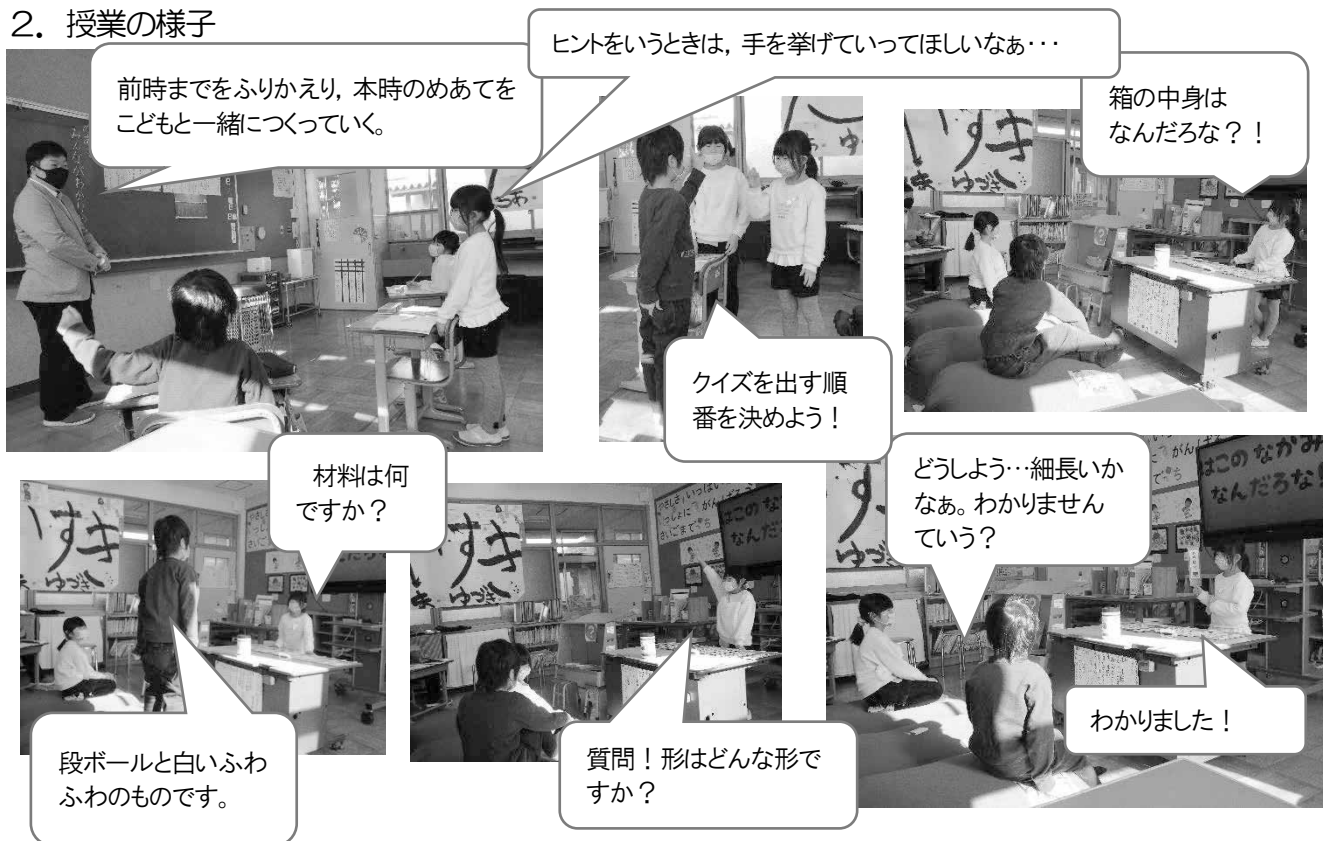 2．授業の様子
前時までをふりかえり，本時のめあてを
こどもと一緒につくっていく。
ヒントをいうときは，手を挙げていってほしいなぁ・・・
箱の中身は
なんだろな？！
クイズを出す順
番を決めよう！
材料は何
ですか？
段ボールと白いふわ
ふわのものです。
質問！形はどんな形で
すか？
どうしよう…細長いか
なぁ。わかりません
ていう？
わかりました！
すき
ゆづき
はこの なかみ
なんだろな！